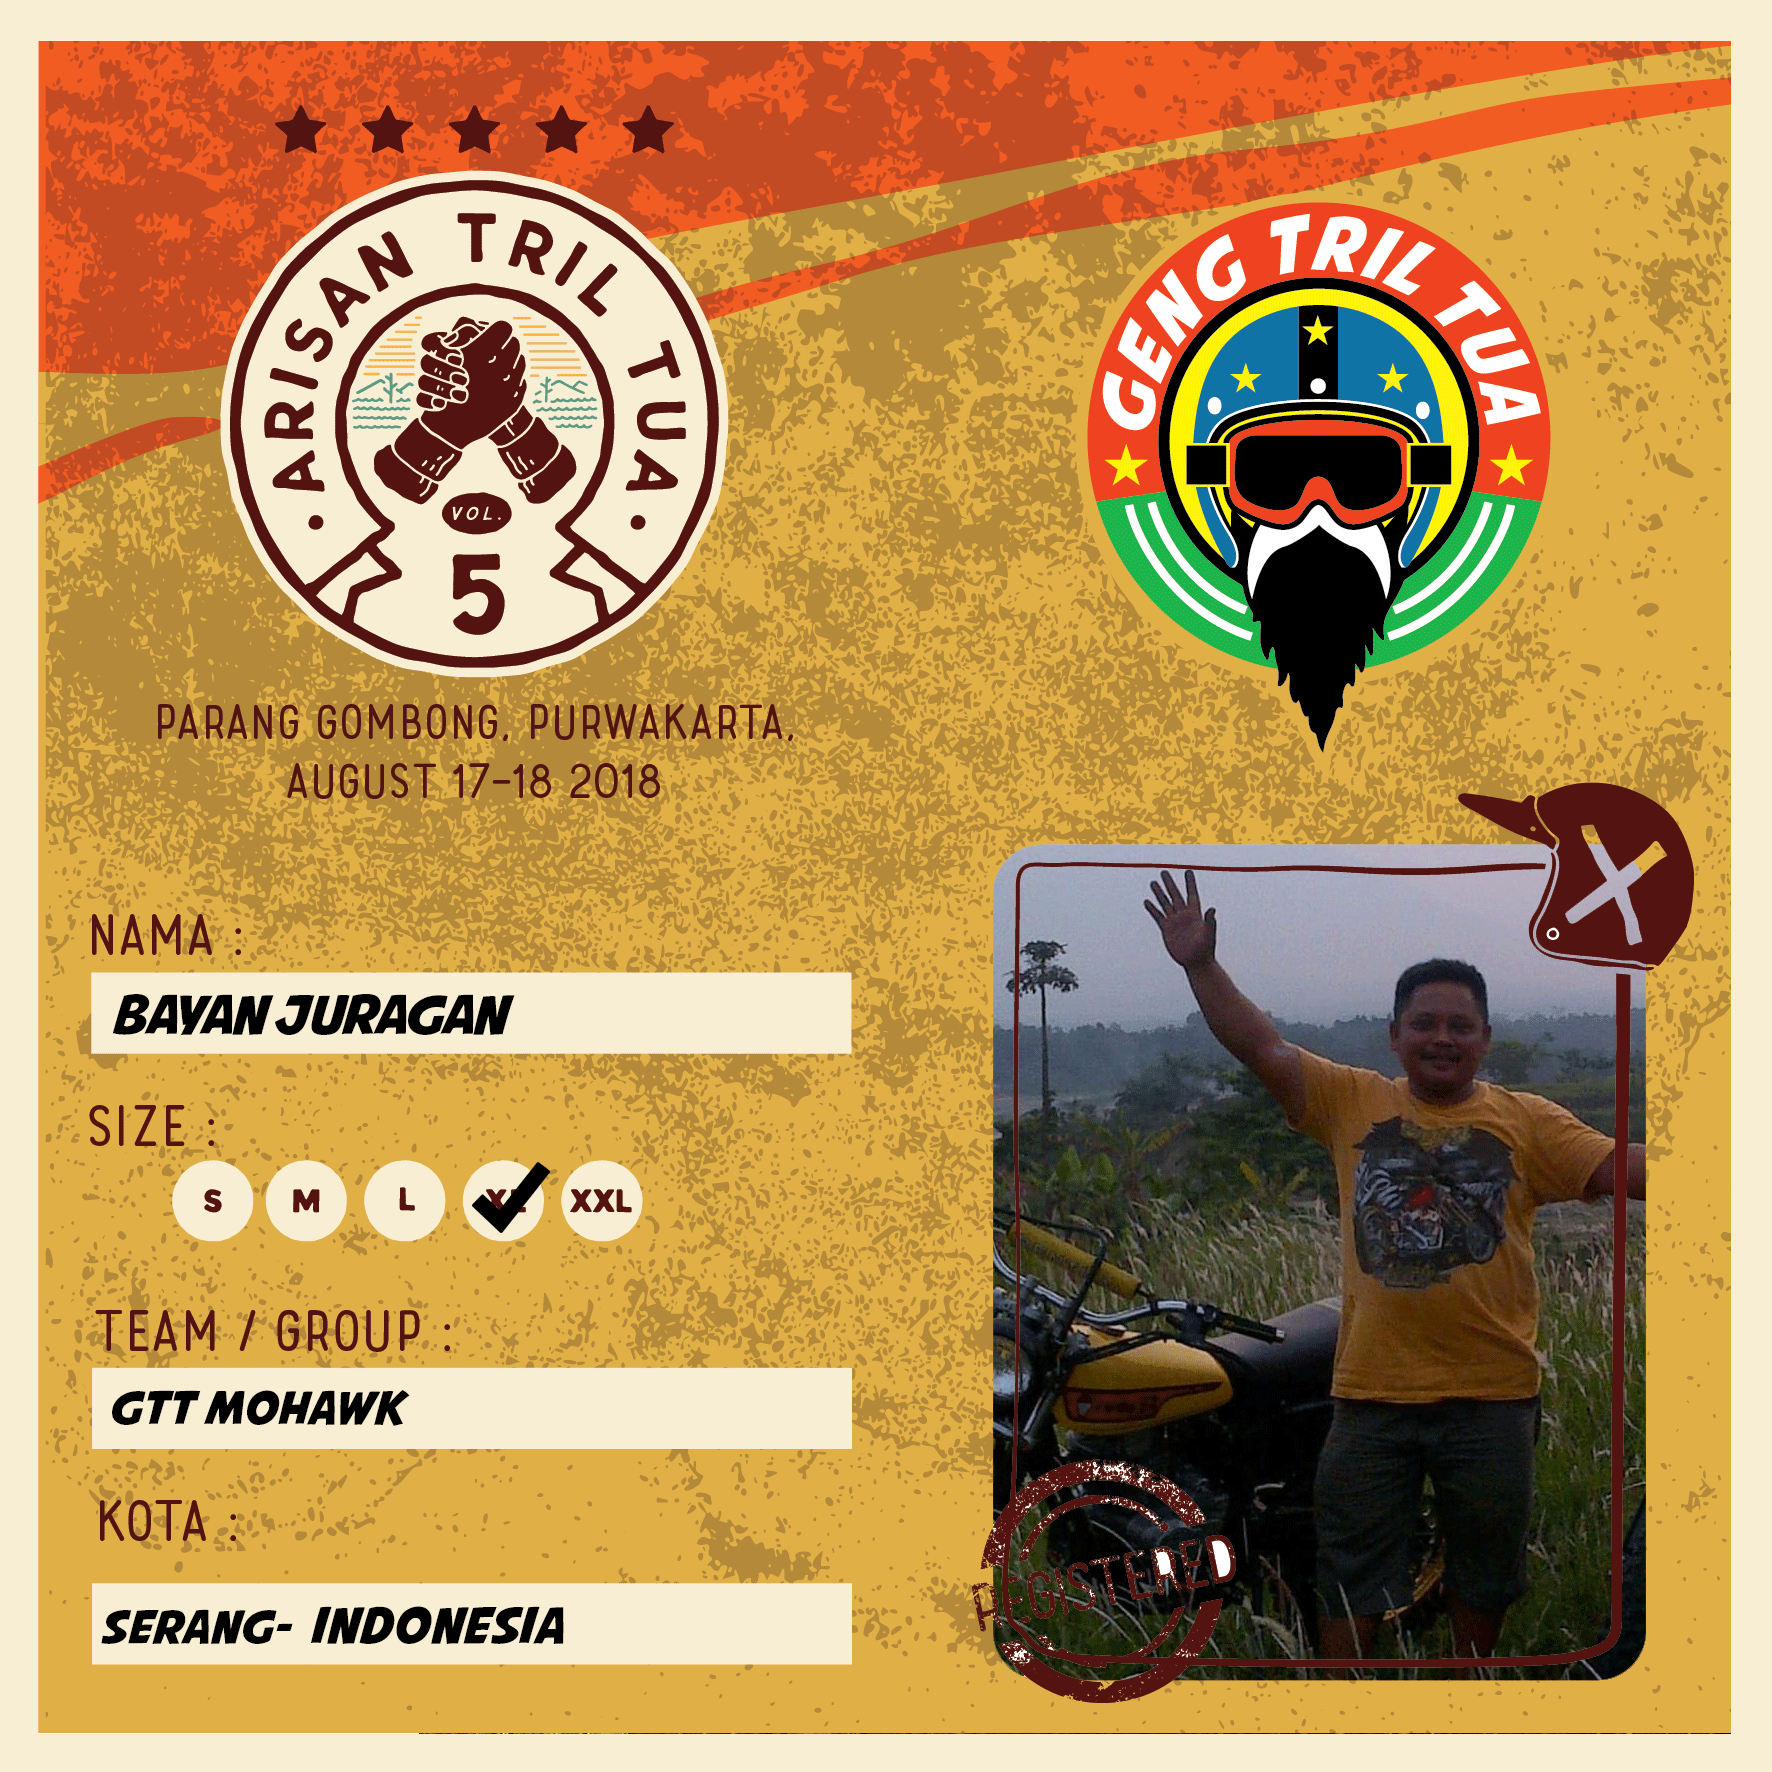 ARISAN TRIL TUA
VOL.
5
GENG TRIL TUA
PARANG GOMBONG, PURWAKARTA,
AUGUST 17-18 2018
NAMA :
BAYAN JURAGAN
SIZE :
S M L XL XXL
TEAM / GROUP :
GTT MOHAWK
KOTA :
SERANG- INDONESIA
REGISTERED